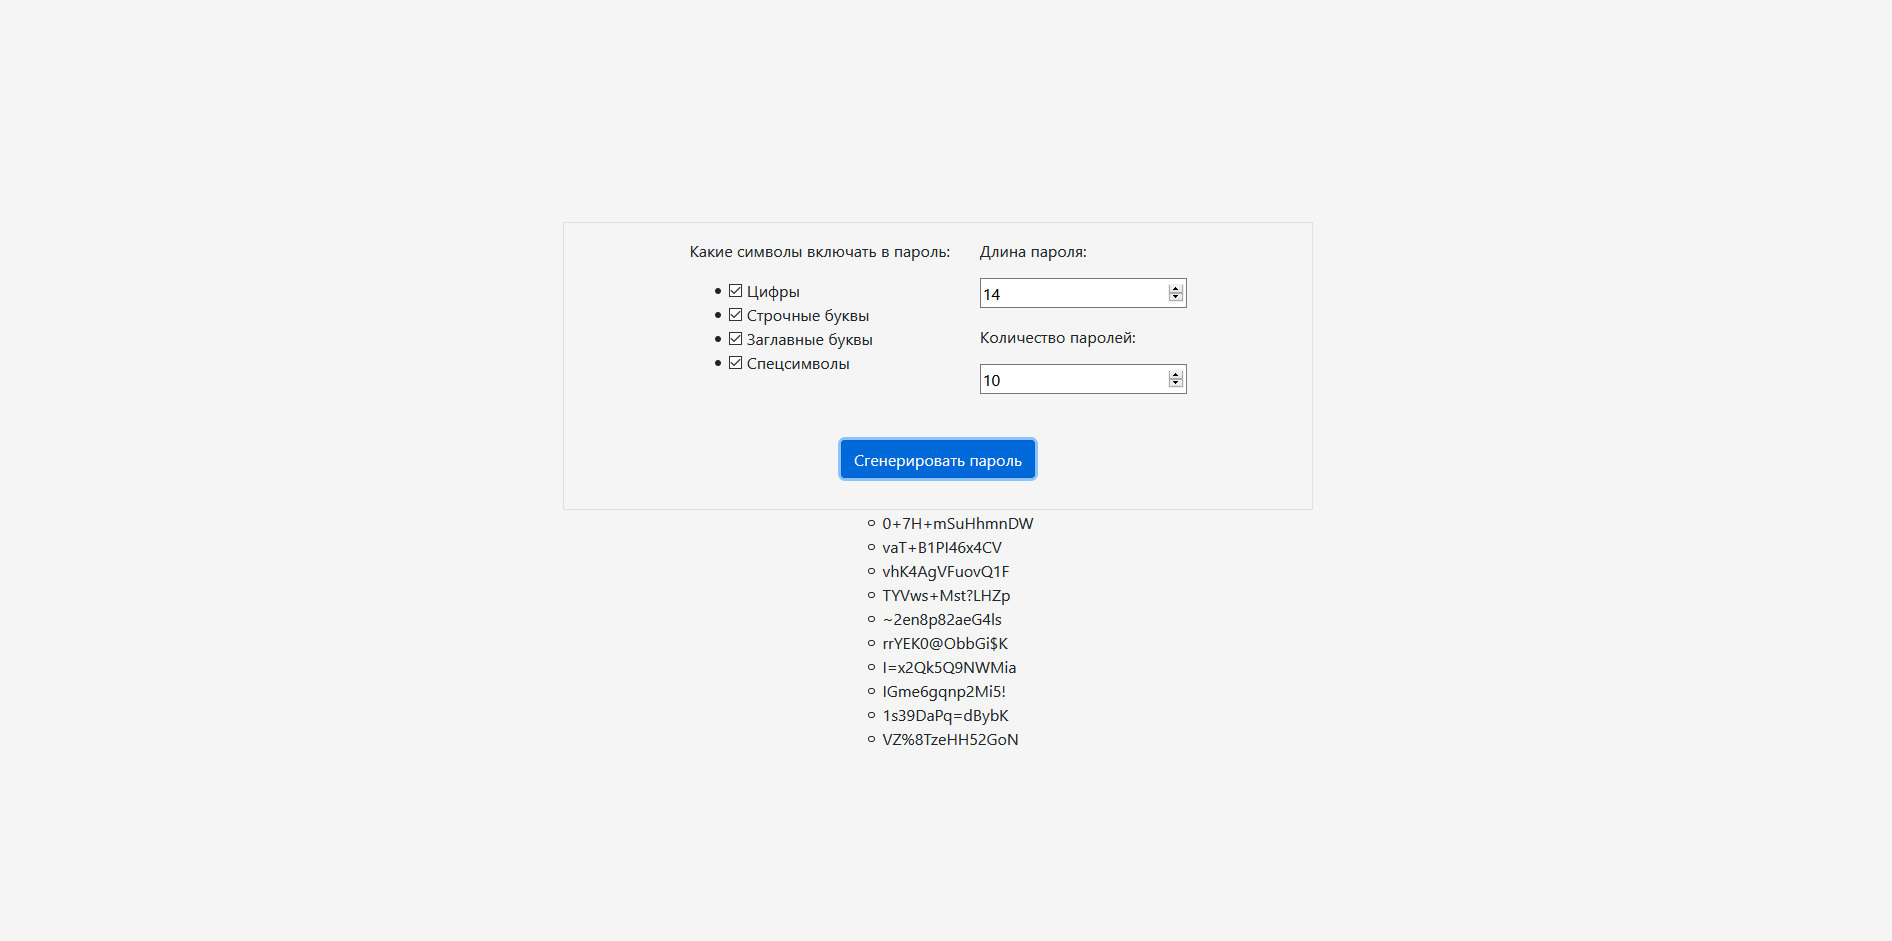 Какие символы включать в пароль:
Цифры
Строчные буквы
Заглавные буквы
Спецсимволы
Длина пароля:
14
Количество паролей:
10
Сгенерировать пароль
0+7H+mSuHhmnDW
vaT+B1PI46x4CV
vhK4AgVFuovQ1F
TYVws+Mst?LHZp
~2en8p82aeG4ls
rrYEK0@ObbGi$K
I=x2Qk5Q9NWMia
IGme6gqnp2Mi5!
1s39DaPq=dBybK
VZ%8TzeHH52GoN